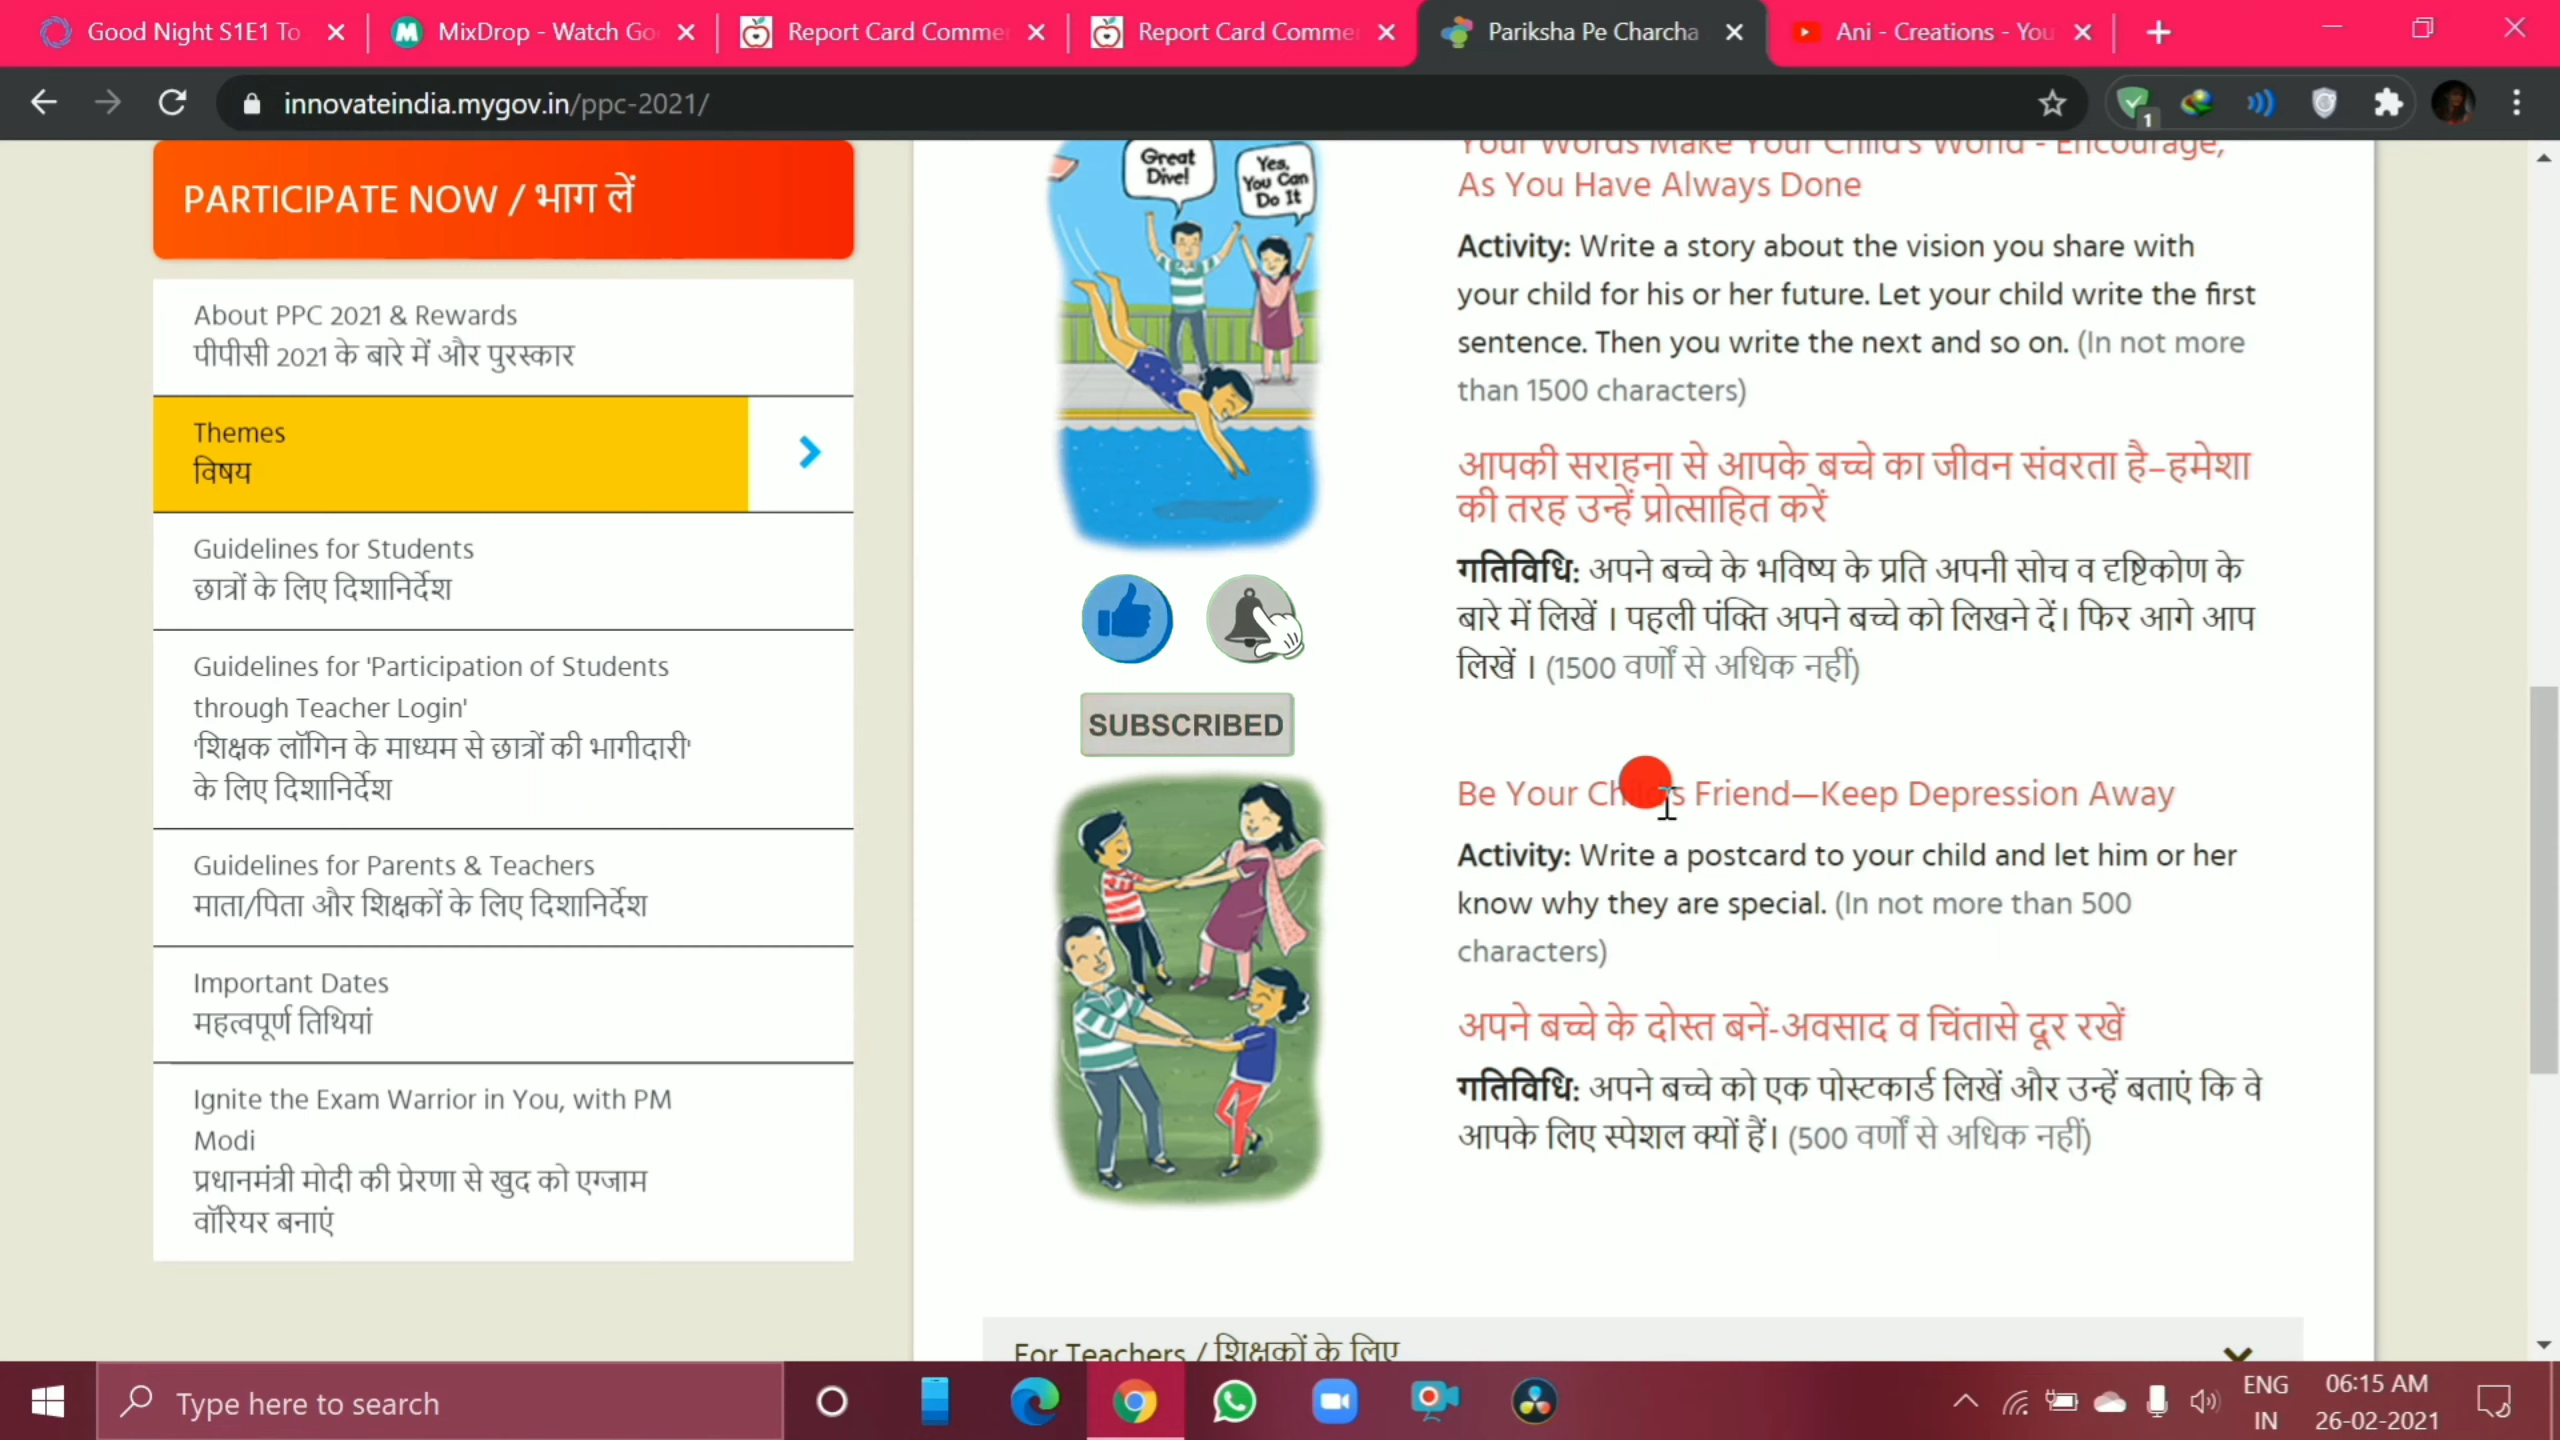 Good Night S1E1 To
MixDrop - Watch Go
Report Card Comme
Report Card Comme
Pariksha Pe Charcha
Ani - Creations - You
innovateindia.mygov.in/ppc-2021/
1
PARTICIPATE NOW / भाग लें
About PPC 2021 & Rewards
पीपीसी 2021 के बारे में और पुरस्कार
Themes
विषय
Guidelines for Students
छात्रों के लिए दिशानिर्देश
Guidelines for 'Participation of Students
through Teacher Login'
'शिक्षक लॉगिन के माध्यम से छात्रों की भागीदारी'
के लिए दिशानिर्देश
Guidelines for Parents & Teachers
माता/पिता और शिक्षकों के लिए दिशानिर्देश
Important Dates
महत्वपूर्ण तिथियां
Ignite the Exam Warrior in You, with PM
Modi
प्रधानमंत्री मोदी की प्रेरणा से खुद को एग्जाम
वॉरियर बनाएं
Great
Dive!
Yes,
You Can
Do It
SUBSCRIBED
Your Words Make Your Child's World - Encourage,
As You Have Always Done
Activity: Write a story about the vision you share with
your child for his or her future. Let your child write the first
sentence. Then you write the next and so on. (In not more
than 1500 characters)
आपकी सराहना से आपके बच्चे का जीवन संवरता है–हमेशा
की तरह उन्हें प्रोत्साहित करें
गतिविधि: अपने बच्चे के भविष्य के प्रति अपनी सोच व दृष्टिकोण के
बारे में लिखें । पहली पंक्ति अपने बच्चे को लिखने दें। फिर आगे आप
लिखें । (1500 वर्णों से अधिक नहीं)
Be Your Child's Friend—Keep Depression Away
Activity: Write a postcard to your child and let him or her
know why they are special. (In not more than 500
characters)
अपने बच्चे के दोस्त बनें-अवसाद व चिंतासे दूर रखें
गतिविधि: अपने बच्चे को एक पोस्टकार्ड लिखें और उन्हें बताएं कि वे
आपके लिए स्पेशल क्यों हैं। (500 वर्णों से अधिक नहीं)
For Teachers / शिक्षकों के लिए
Type here to search
ENG
IN
06:15 AM
26-02-2021